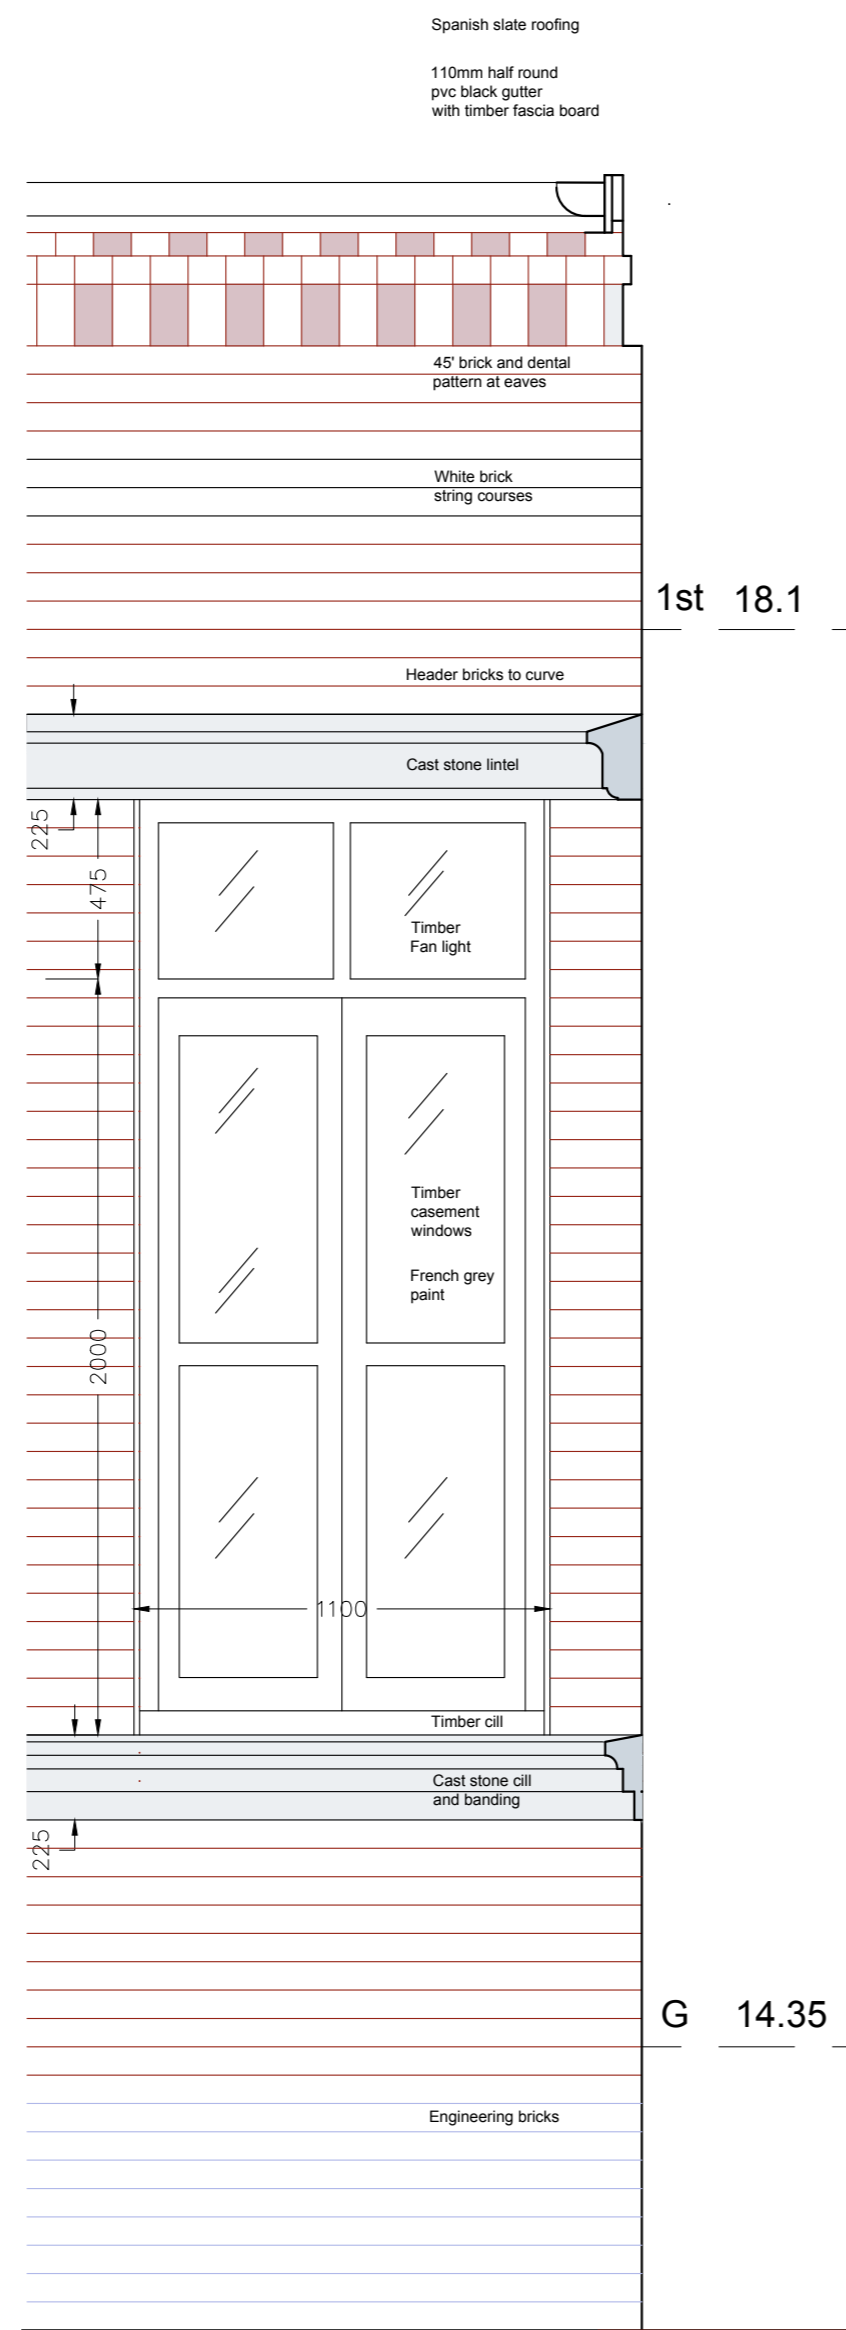 Spanish slate roofing
110mm half round
pvc black gutter
with timber fascia board
45' brick and dental
pattern at eaves
White brick
string courses
1st 18.1
Header bricks to curve
Cast stone lintel
225
475
Timber
Fan light
Timber
casement
windows
French grey
paint
2000
1100
Timber cill
Cast stone cill
and banding
225
G 14.35
Engineering bricks